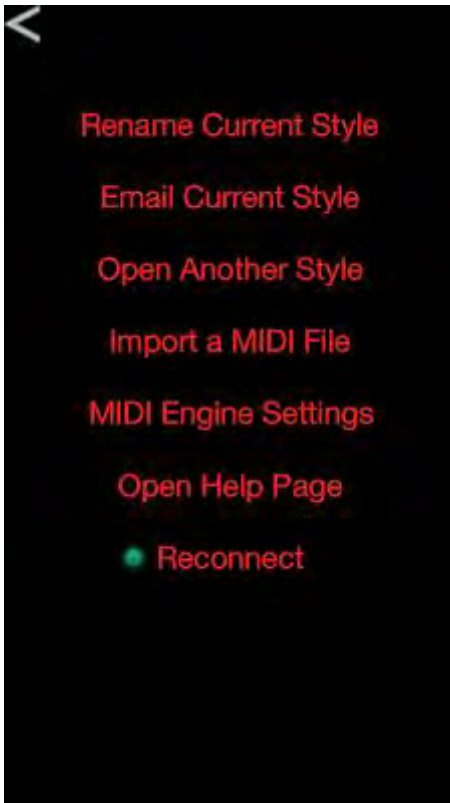 Rename Current Style
Email Current Style
Open Another Style
Import a MIDI File
MIDI Engine Settings
Open Help Page
Reconnect